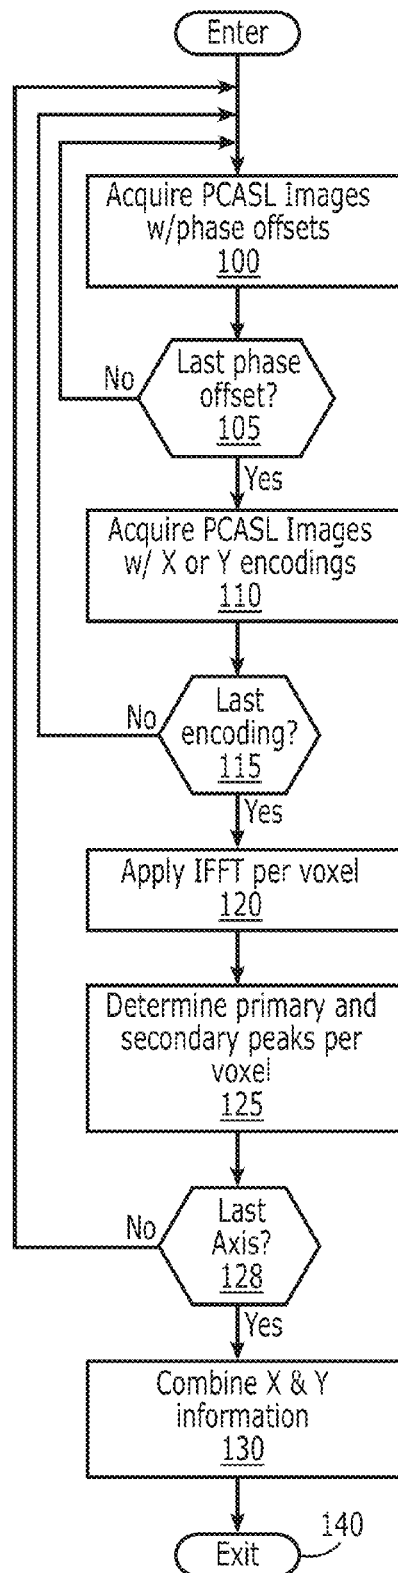 Enter
Acquire PCASL Images
w/phase offsets
100
Last phase
offset?
105
No
Yes
Acquire PCASL Images
w/ X or Y encodings
110
Last
encoding?
115
No
Yes
Apply IFFT per voxel
120
Determine primary and
secondary peaks per
voxel
125
Last
Axis?
128
No
Yes
Combine X & Y
information
130
140
Exit